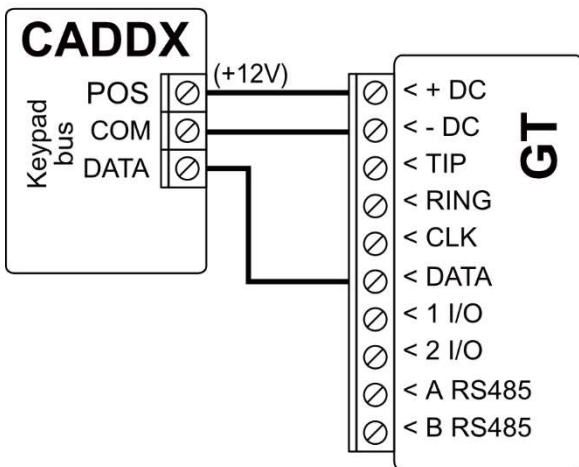 CADDX
Keypad bus
POS
COM
DATA
(+12V)
GT
< + DC
< - DC
< TIP
< RING
< CLK
< DATA
< 1 I/O
< 2 I/O
< A RS485
< B RS485